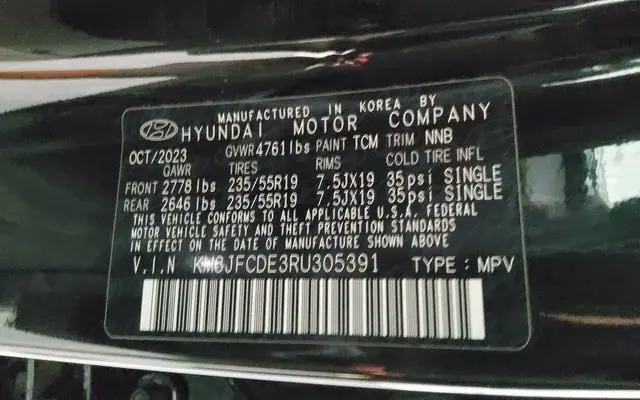 MANUFACTURED IN KOREA BY
HYUNDAI MOTOR COMPANY
OCT/2023 GVWR 4761 lbs PAINT TCM TRIM NNB
GAWR TIRES RIMS COLD TIRE INFL
FRONT 2778 lbs 235/55R19 7.5JX19 35psi SINGLE
REAR 2646 lbs 235/55R19 7.5JX19 35psi SINGLE
THIS VEHICLE CONFORMS TO ALL APPLICABLE U.S.A. FEDERAL
MOTOR VEHICLE SAFETY AND THEFT PREVENTION STANDARDS
IN EFFECT ON THE DATE OF MANUFACTURE SHOWN ABOVE
V.I.N KM8JFCDE3RU305391 TYPE : MPV